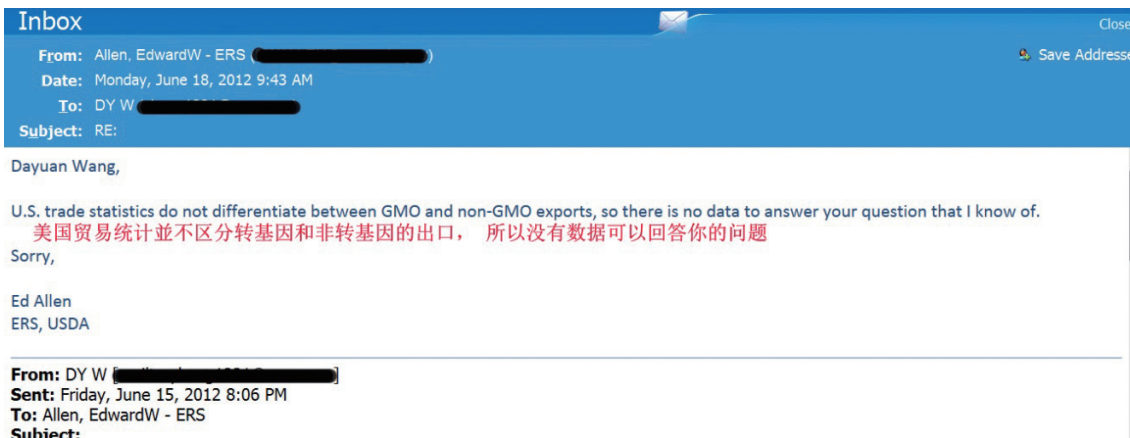 Inbox
Close
From: Allen, EdwardW - ERS (
Save Addresse
Date: Monday, June 18, 2012 9:43 AM
To: DY W
Subject: RE:
Dayuan Wang,
U.S. trade statistics do not differentiate between GMO and non-GMO exports, so there is no data to answer your question that I know of.
美国贸易统计並不区分转基因和非转基因的出口， 所以没有数据可以回答你的问题
Sorry,
Ed Allen
ERS, USDA
From: DY W [ ]
Sent: Friday, June 15, 2012 8:06 PM
To: Allen, EdwardW - ERS
Subject: